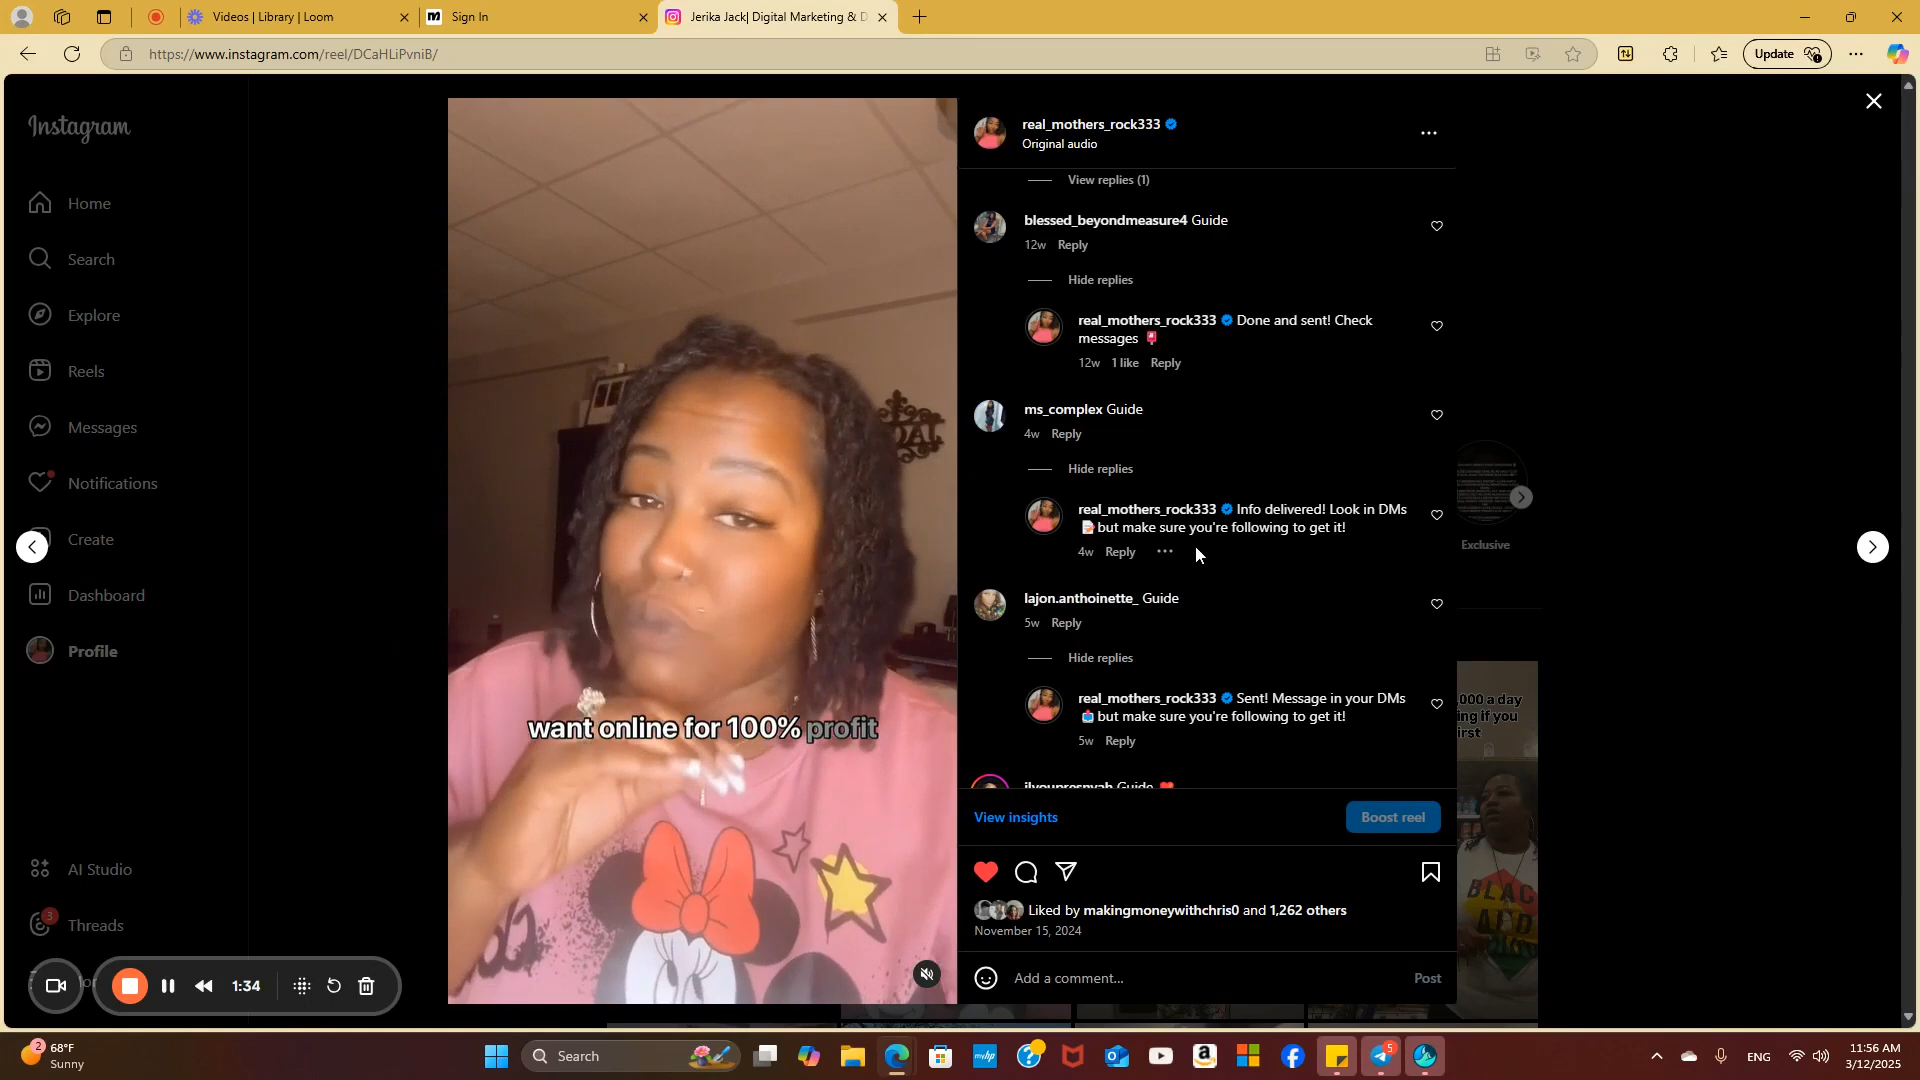 Videos | Library | Loom
Sign In
Jerika Jack| Digital Marketing & D
https://www.instagram.com/reel/DCaHLiPvniB/
Update
Instagram
Home
Search
Explore
Reels
Messages
Notifications
Create
Dashboard
Profile
AI Studio
3
Threads
1:34
want online for 100% profit
real_mothers_rock333
Original audio
View replies (1)
blessed_beyondmeasure4 Guide
12w Reply
Hide replies
real_mothers_rock333 Done and sent! Check
messages
12w 1 like Reply
ms_complex Guide
4w Reply
Hide replies
real_mothers_rock333 Info delivered! Look in DMs
but make sure you're following to get it!
4w Reply
lajon.anthoinette_ Guide
5w Reply
Hide replies
real_mothers_rock333 Sent! Message in your DMs
but make sure you're following to get it!
5w Reply
View insights
Boost reel
Liked by makingmoneywithchris0 and 1,262 others
November 15, 2024
Add a comment...
Post
Exclusive
,000 a day
ng if you
irst
2
68°F
Sunny
Search
myhp
5
ENG
11:56 AM
3/12/2025